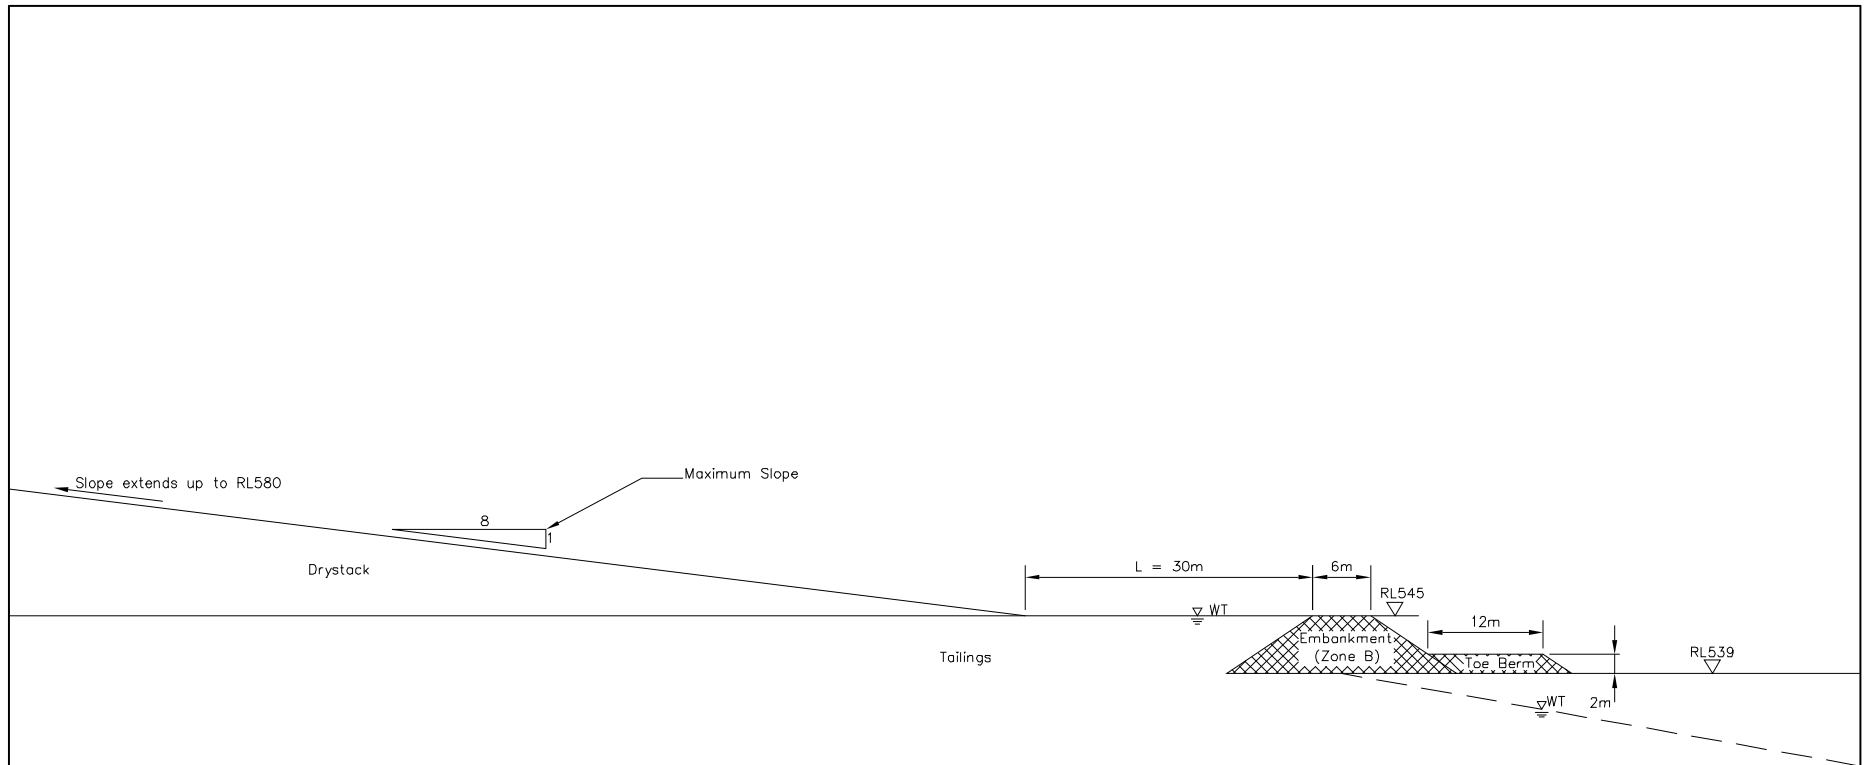 Slope extends up to RL580
Maximum Slope
8
1
Drystack
L = 30m
6m
RL545
WT
12m
Embankment
(Zone B)
Toe Berm
RL539
Tailings
WT
2m